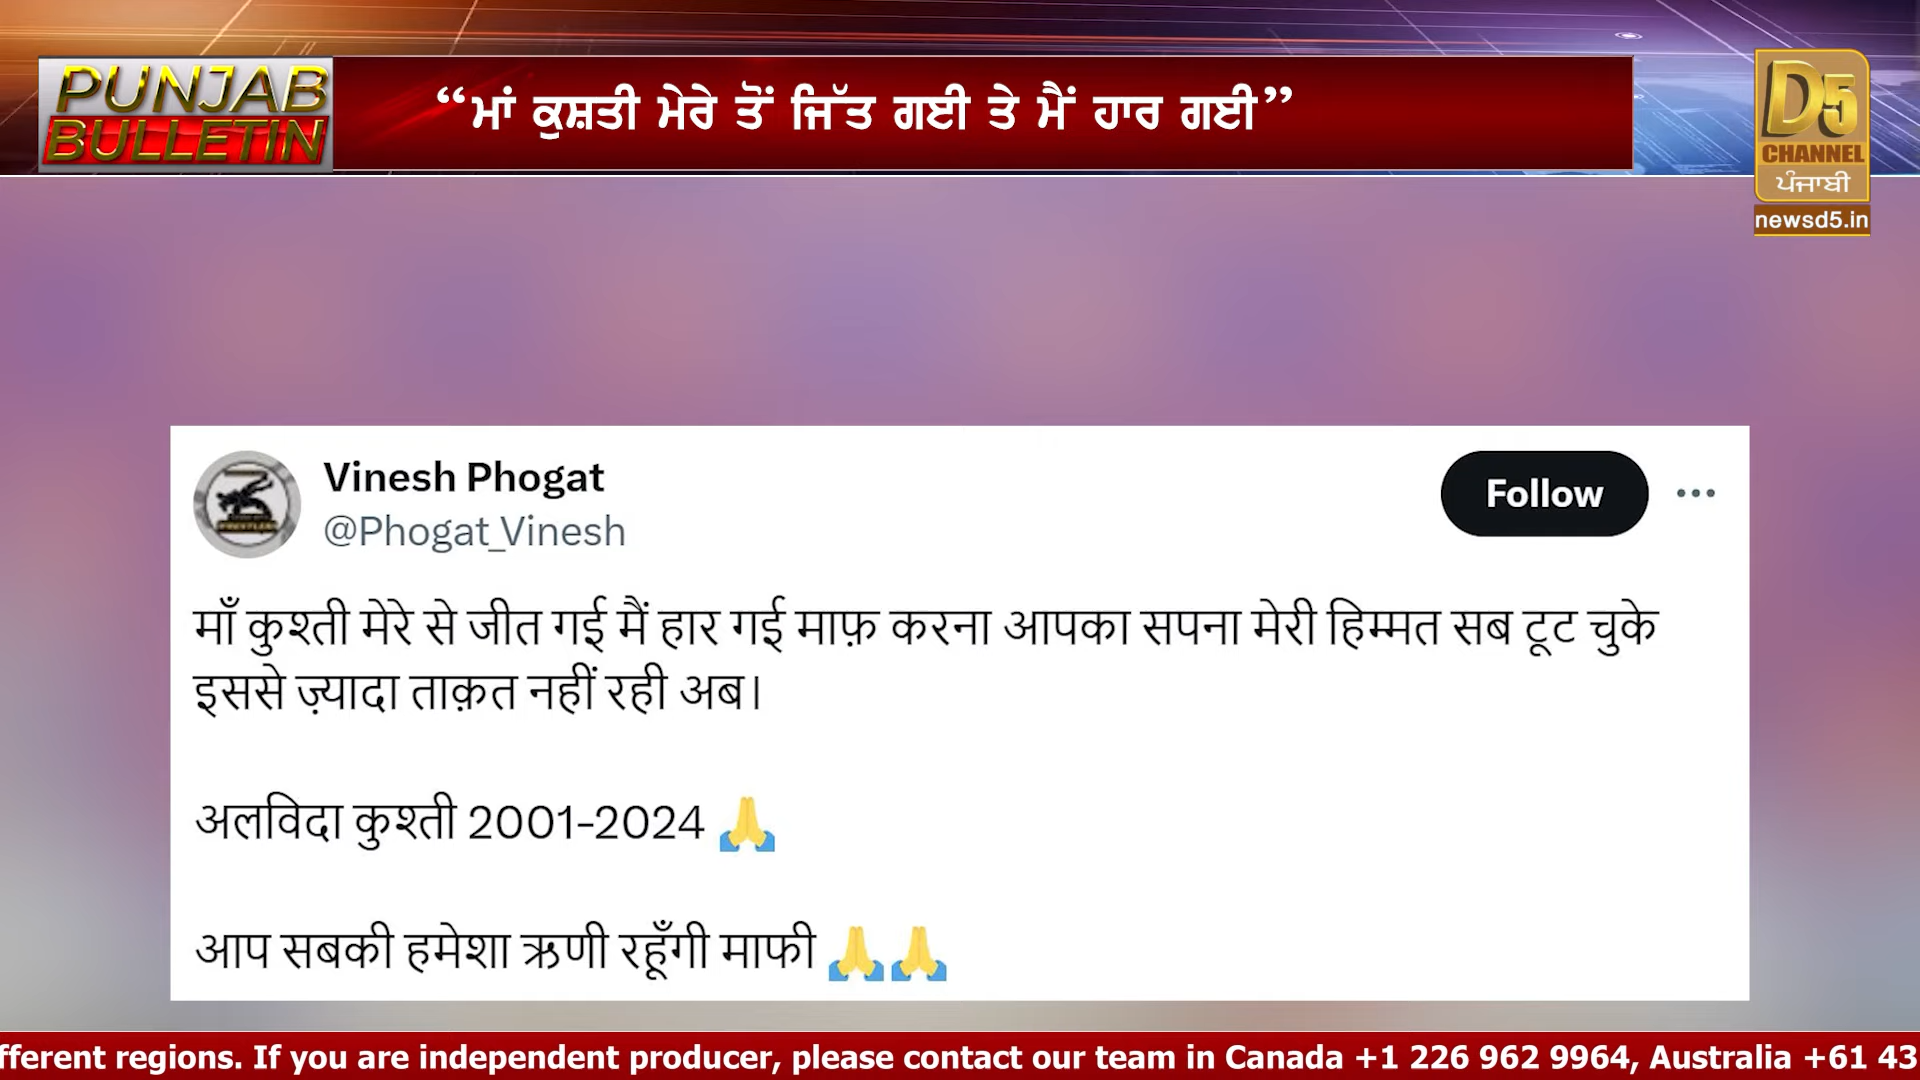 PUNJAB
BULLETIN
“ਮਾਂ ਕੁਸ਼ਤੀ ਮੇਰੇ ਤੋਂ ਜਿੱਤ ਗਈ ਤੇ ਮੈਂ ਹਾਰ ਗਈ”
D5
CHANNEL
ਪੰਜਾਬੀ
newsd5.in
Vinesh Phogat
@Phogat_Vinesh
Follow
माँ कुश्ती मेरे से जीत गई मैं हार गई माफ़ करना आपका सपना मेरी हिम्मत सब टूट चुके
इससे ज़्यादा ताक़त नहीं रही अब।
अलविदा कुश्ती 2001-2024 🙏
आप सबकी हमेशा ऋणी रहूँगी माफी 🙏🙏
fferent regions. If you are independent producer, please contact our team in Canada +1 226 962 9964, Australia +61 43